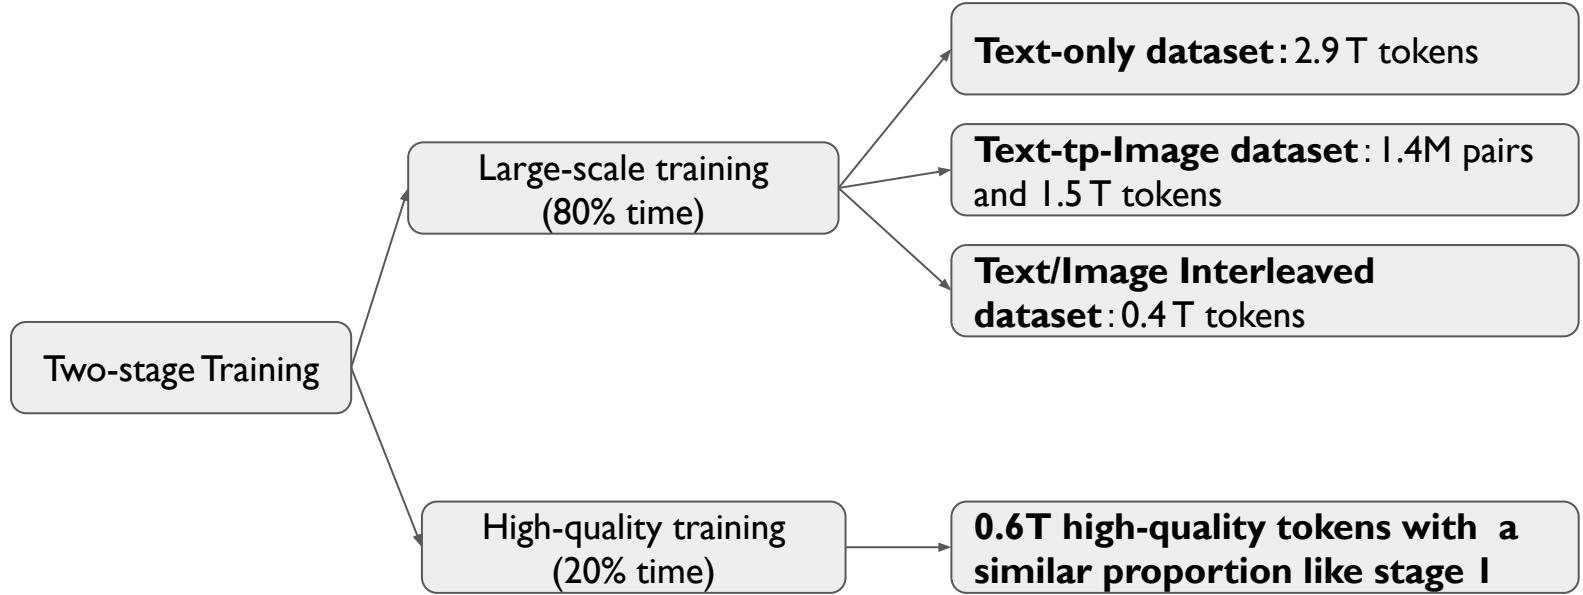 Two-stage Training
Large-scale training
(80% time)
Text-only dataset: 2.9 T tokens
Text-tp-Image dataset: 1.4M pairs
and 1.5 T tokens
Text/Image Interleaved
dataset: 0.4 T tokens
High-quality training
(20% time)
0.6T high-quality tokens with a
similar proportion like stage 1